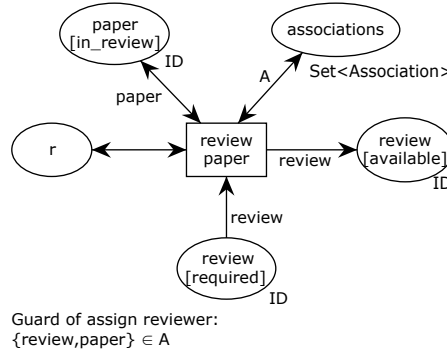 paper
[in_review]
ID
associations
Set<Association>
A
paper
r
review
paper
review
review
[available]
ID
review
review
[required]
ID
Guard of assign reviewer:
{review,paper} ∈ A